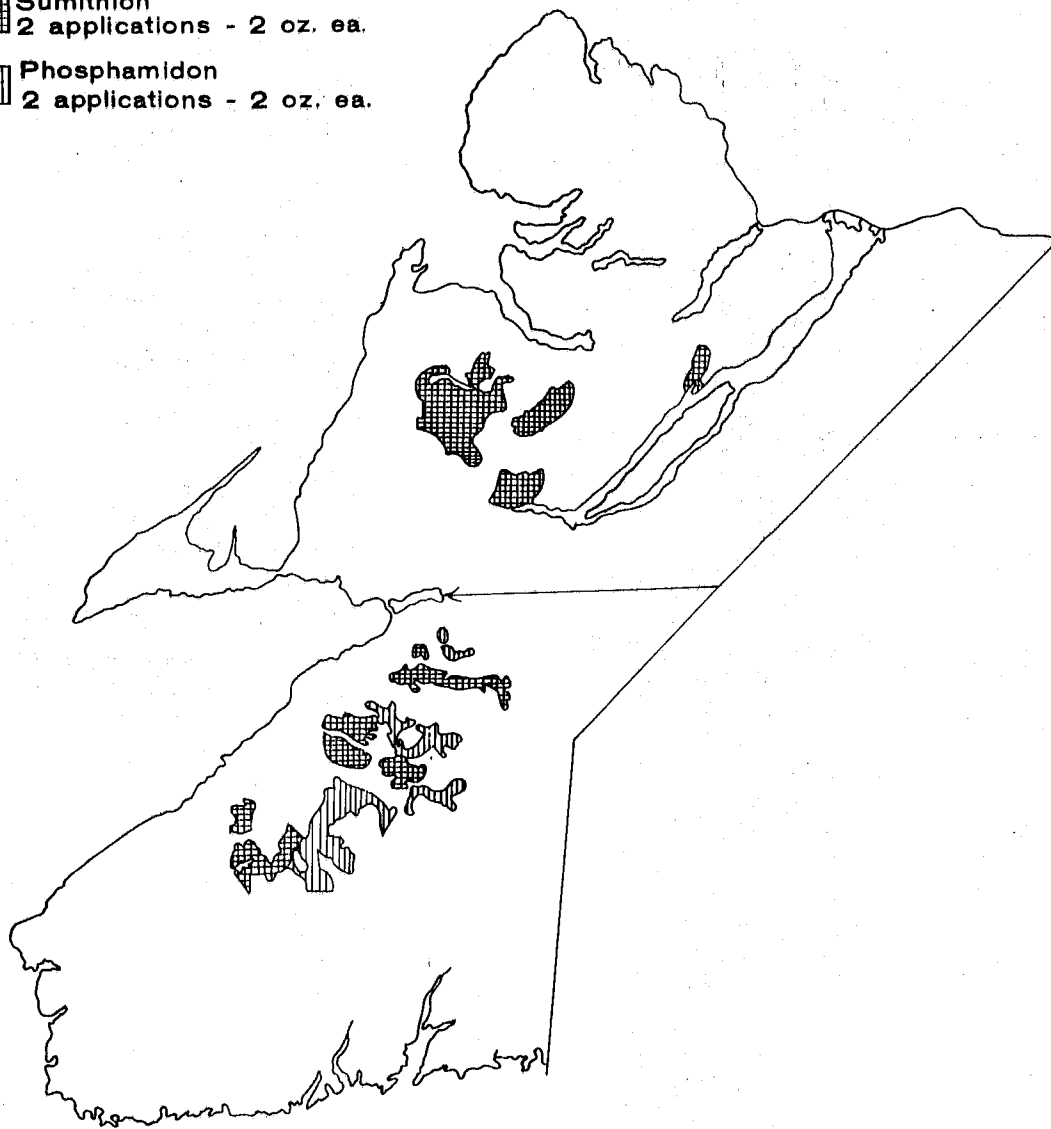 Sumithion
2 applications - 2 oz. ea.
Phosphamidon
2 applications - 2 oz. ea.